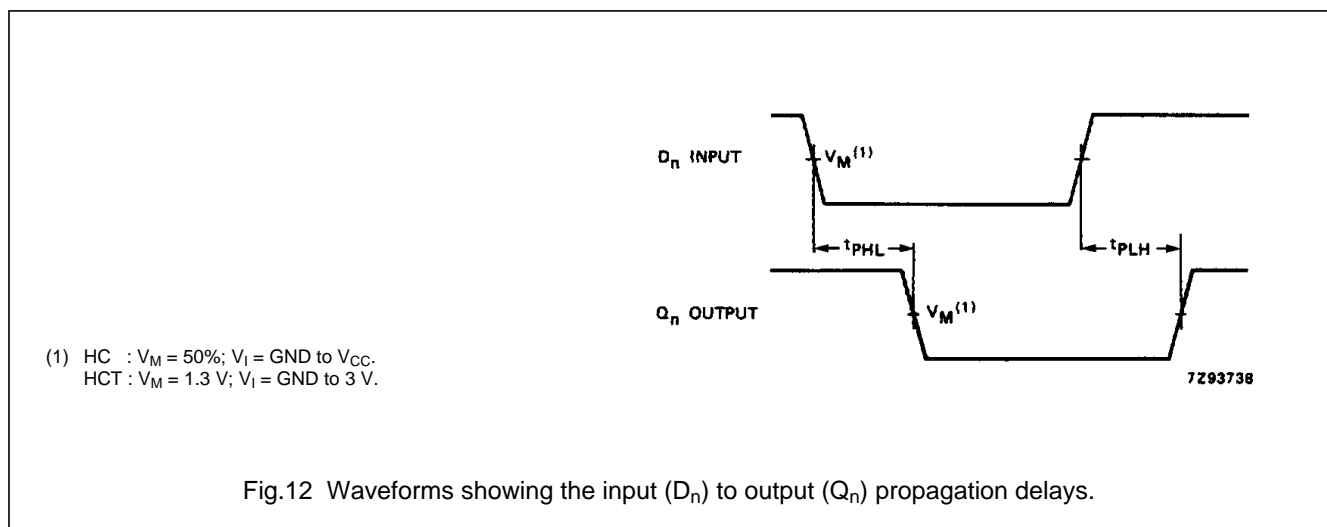 Dn INPUT
VM(1)
tPHL
tPLH
Qn OUTPUT
VM(1)
(1) HC : VM = 50%; VI = GND to VCC.
HCT : VM = 1.3 V; VI = GND to 3 V.
7Z93738
Fig.12 Waveforms showing the input (Dn) to output (Qn) propagation delays.